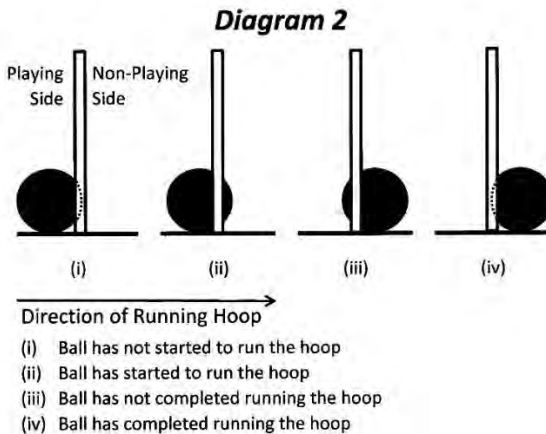 Diagram 2
Playing Side
Non-Playing Side
(i) (ii) (iii) (iv)
Direction of Running Hoop
(i) Ball has not started to run the hoop
(ii) Ball has started to run the hoop
(iii) Ball has not completed running the hoop
(iv) Ball has completed running the hoop